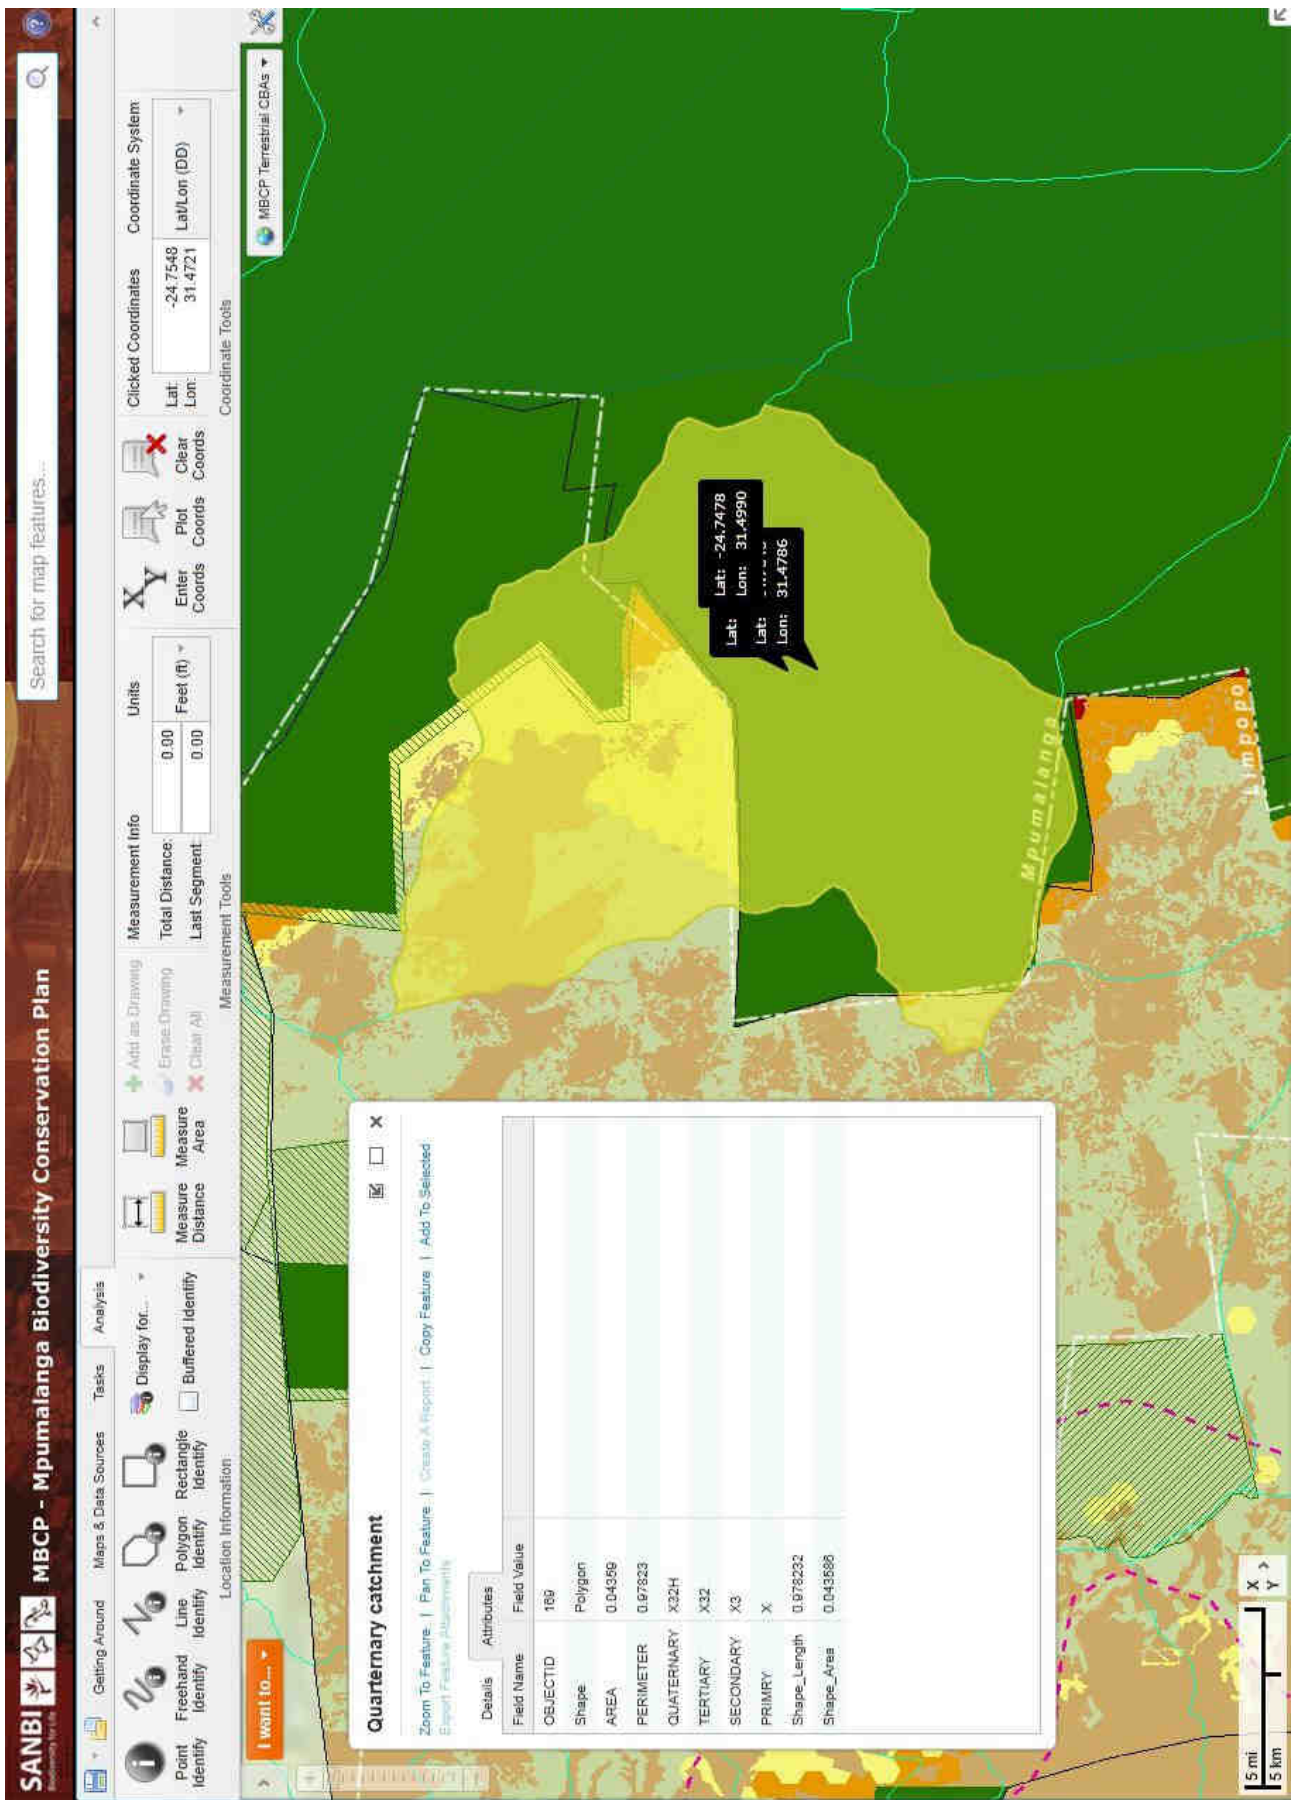 SANBI
Biodiversity for life
MBCP - Mpumalanga Biodiversity Conservation Plan
Search for map features...
Getting Around
Maps & Data Sources
Tasks
Analysis
Point Identify
Freehand Identify
Line Identify
Polygon Identify
Rectangle Identify
Display for...
Buffered Identify
Location Information
Measure Distance
Measure Area
Add as Drawing
Erase Drawing
Clear All
Measurement Info
Total Distance: 0.00
Last Segment: 0.00
Units
Feet (ft)
Measurement Tools
Enter Coords
Plot Coords
Clear Coords
Clicked Coordinates
Lat: -24.7548
Lon: 31.4721
Coordinate System
Lat/Lon (DD)
Coordinate Tools
I want to...
MBCP Terrestrial CBAs
Quaternary catchment
Zoom To Feature | Pan To Feature | Create A Report | Copy Feature | Add To Selected
Export Feature Attachments
Details
Attributes
Field Name Field Value
OBJECTID 169
Shape Polygon
AREA 0.04359
PERIMETER 0.97823
QUATERNARY X32H
TERTIARY X32
SECONDARY X3
PRIMRY X
Shape_Length 0.978232
Shape_Area 0.043586
Lat: -24.7478
Lon: 31.4990
Lat:
Lat:
Lon: 31.4786
Mpumalanga
Limpopo
5 mi
5 km
X
Y